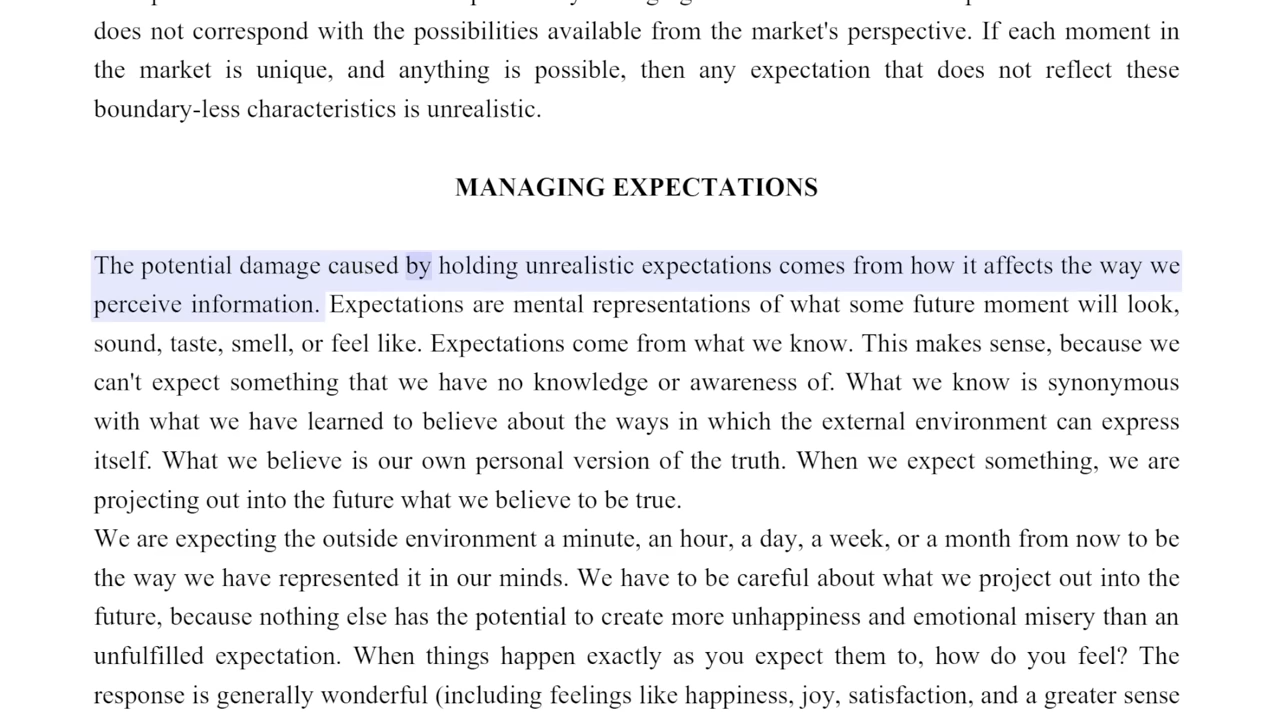 does not correspond with the possibilities available from the market's perspective. If each moment in
the market is unique, and anything is possible, then any expectation that does not reflect these
boundary-less characteristics is unrealistic.
MANAGING EXPECTATIONS
The potential damage caused by holding unrealistic expectations comes from how it affects the way we
perceive information. Expectations are mental representations of what some future moment will look,
sound, taste, smell, or feel like. Expectations come from what we know. This makes sense, because we
can't expect something that we have no knowledge or awareness of. What we know is synonymous
with what we have learned to believe about the ways in which the external environment can express
itself. What we believe is our own personal version of the truth. When we expect something, we are
projecting out into the future what we believe to be true.
We are expecting the outside environment a minute, an hour, a day, a week, or a month from now to be
the way we have represented it in our minds. We have to be careful about what we project out into the
future, because nothing else has the potential to create more unhappiness and emotional misery than an
unfulfilled expectation. When things happen exactly as you expect them to, how do you feel? The
response is generally wonderful (including feelings like happiness, joy, satisfaction, and a greater sense